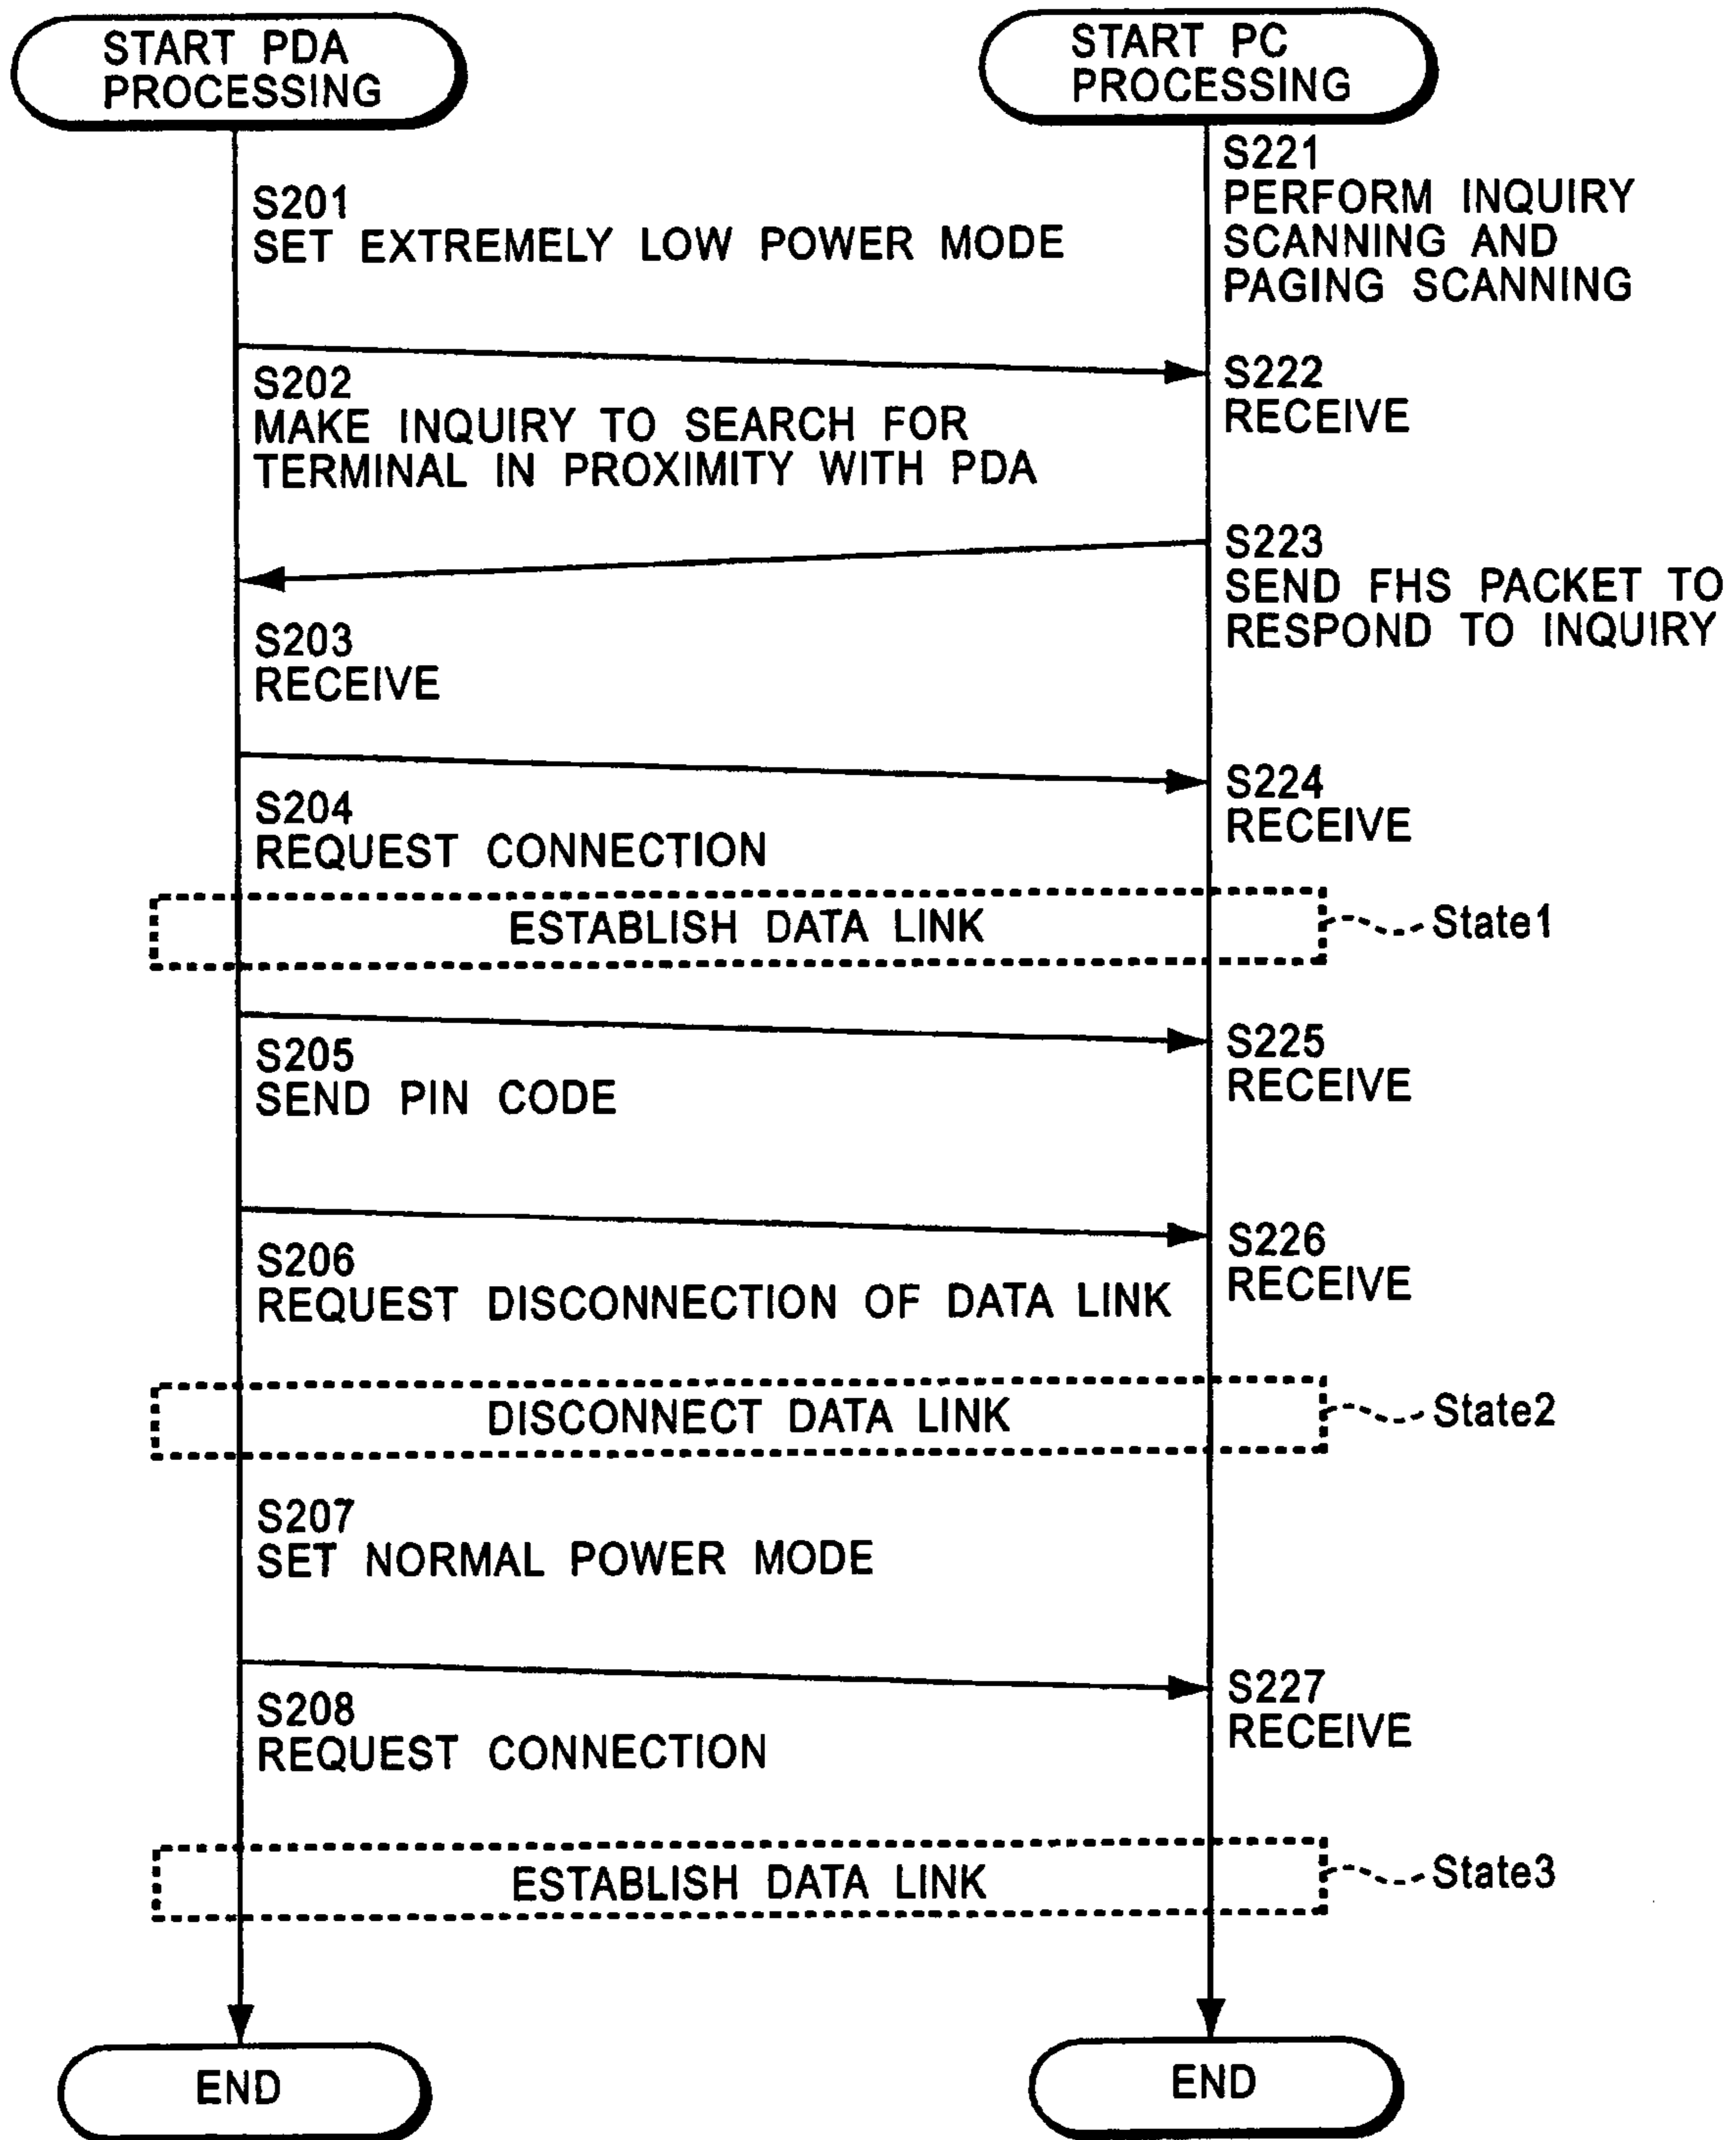 START PDA
PROCESSING
START PC
PROCESSING
S221
PERFORM INQUIRY
SCANNING AND
PAGING SCANNING
S201
SET EXTREMELY LOW POWER MODE
S202
MAKE INQUIRY TO SEARCH FOR
TERMINAL IN PROXIMITY WITH PDA
S222
RECEIVE
S223
SEND FHS PACKET TO
RESPOND TO INQUIRY
S203
RECEIVE
S204
REQUEST CONNECTION
S224
RECEIVE
ESTABLISH DATA LINK
State1
S205
SEND PIN CODE
S225
RECEIVE
S206
REQUEST DISCONNECTION OF DATA LINK
S226
RECEIVE
DISCONNECT DATA LINK
State2
S207
SET NORMAL POWER MODE
S208
REQUEST CONNECTION
S227
RECEIVE
ESTABLISH DATA LINK
State3
END
END